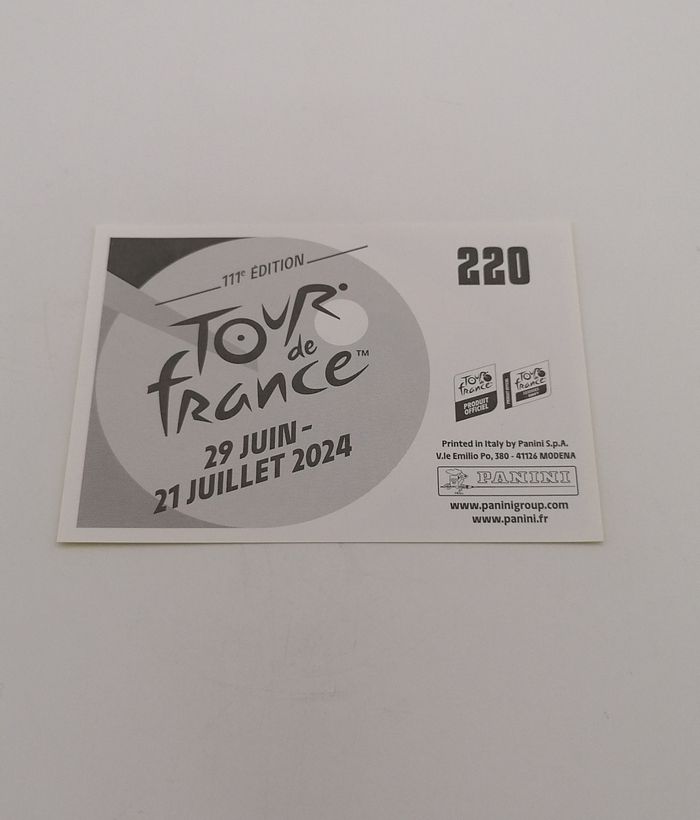 111e ÉDITION
TOUR
de
france™
29 JUIN -
21 JUILLET 2024
220
TOUR
de
france
PRODUIT
OFFICIEL
TOUR
de
france
Printed in Italy by Panini S.p.A.
V.le Emilio Po, 380 - 41126 MODENA
PANINI
www.paninigroup.com
www.panini.fr